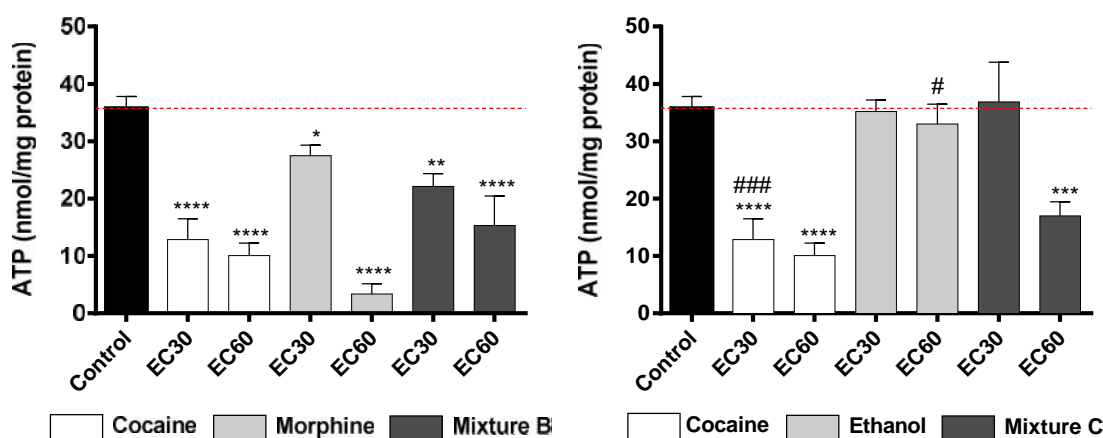 ATP (nmol/mg protein)
50
40
30
20
10
0
****
****
*
****
**
****
Control
EC30
EC60
EC30
EC60
EC30
EC60
Cocaine
Morphine
Mixture B
ATP (nmol/mg protein)
50
40
30
20
10
0
###
****
****
#
***
Control
EC30
EC60
EC30
EC60
EC30
EC60
Cocaine
Ethanol
Mixture C